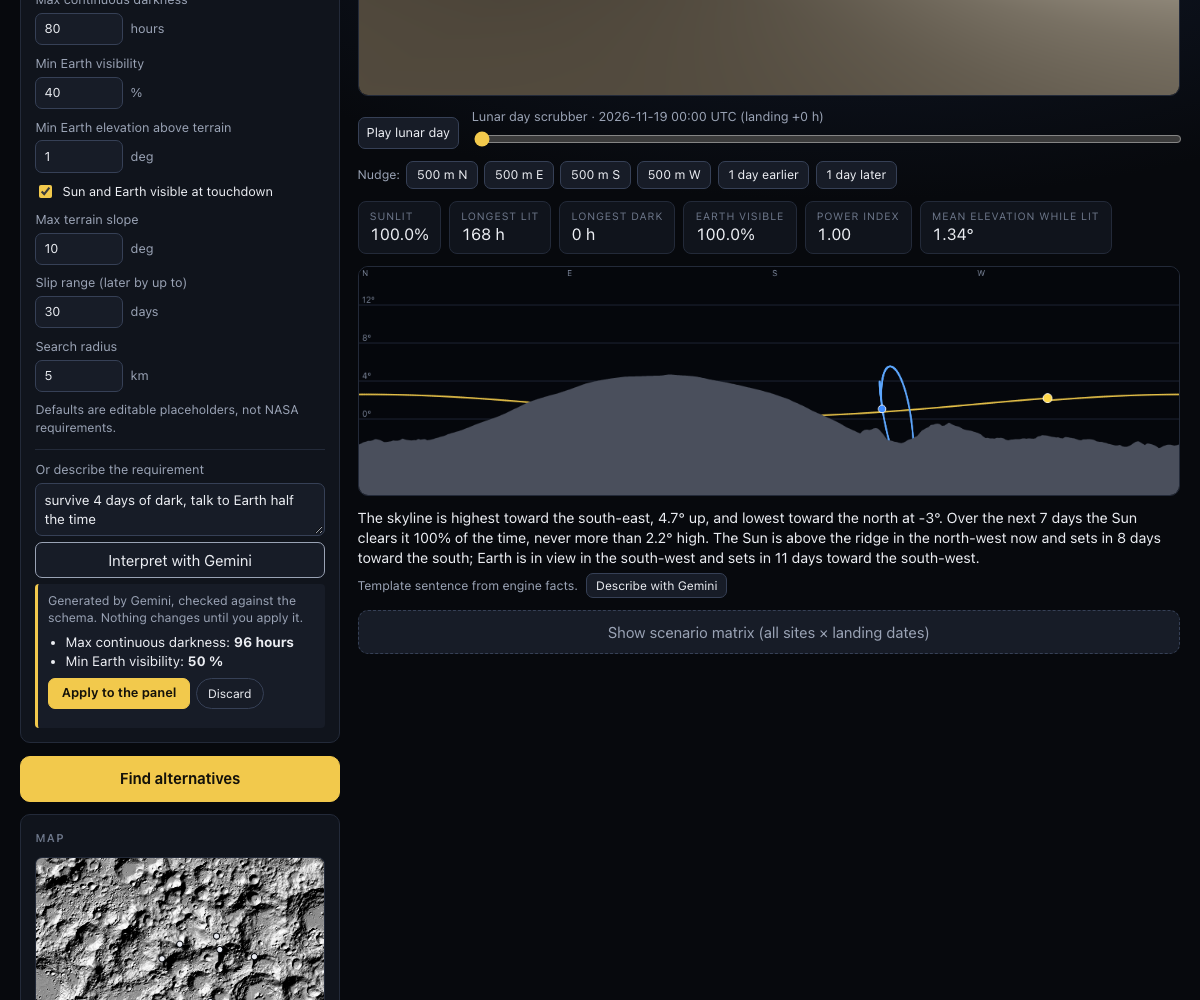 Max continuous darkness
80 hours
Min Earth visibility
40 %
Min Earth elevation above terrain
1 deg
Sun and Earth visible at touchdown
Max terrain slope
10 deg
Slip range (later by up to)
30 days
Search radius
5 km
Defaults are editable placeholders, not NASA
requirements.
Or describe the requirement
survive 4 days of dark, talk to Earth half
the time
Interpret with Gemini
Generated by Gemini, checked against the
schema. Nothing changes until you apply it.
• Max continuous darkness: 96 hours
• Min Earth visibility: 50 %
Apply to the panel Discard
Find alternatives
MAP
Play lunar day
Lunar day scrubber · 2026-11-19 00:00 UTC (landing +0 h)
Nudge: 500 m N 500 m E 500 m S 500 m W 1 day earlier 1 day later
SUNLIT LONGEST LIT LONGEST DARK EARTH VISIBLE POWER INDEX MEAN ELEVATION WHILE LIT
100.0% 168 h 0 h 100.0% 1.00 1.34°
N E S W
12°
8°
4°
0°
The skyline is highest toward the south-east, 4.7° up, and lowest toward the north at -3°. Over the next 7 days the Sun
clears it 100% of the time, never more than 2.2° high. The Sun is above the ridge in the north-west now and sets in 8 days
toward the south; Earth is in view in the south-west and sets in 11 days toward the south-west.
Template sentence from engine facts. Describe with Gemini
Show scenario matrix (all sites × landing dates)